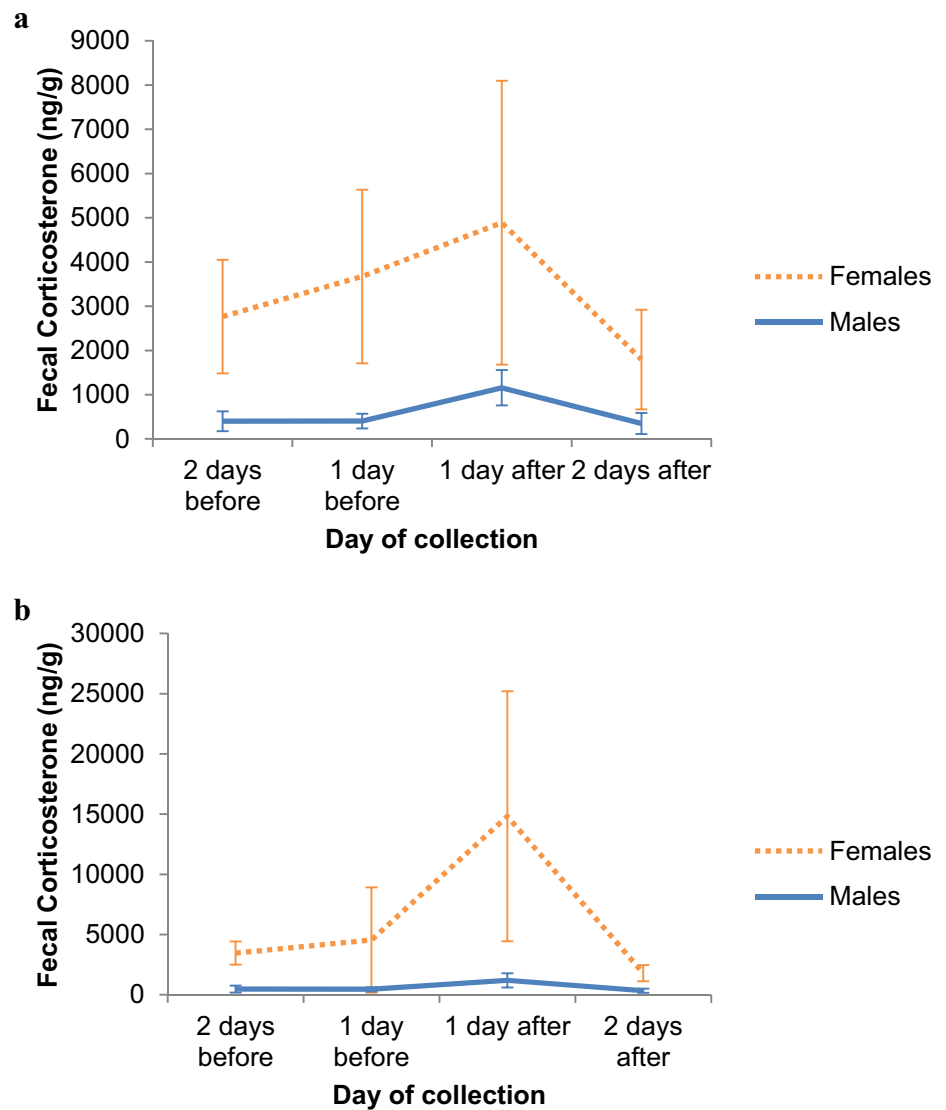 a
9000
8000
7000
6000
5000
4000
3000
2000
1000
0
Fecal Corticosterone (ng/g)
2 days before
1 day before
1 day after
2 days after
Day of collection
Females
Males
b
30000
25000
20000
15000
10000
5000
0
Fecal Corticosterone (ng/g)
2 days
before
1 day
before
1 day after
2 days
after
Day of collection
Females
Males